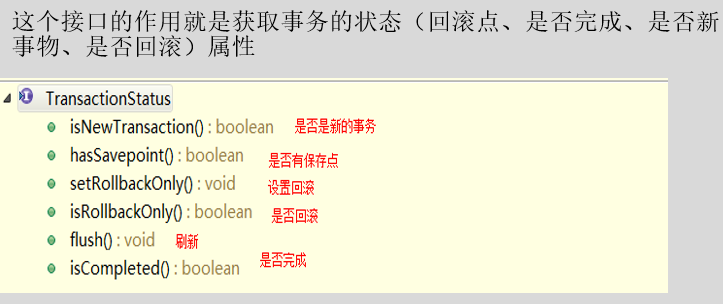 这个接口的作用就是获取事务的状态（回滚点、是否完成、是否新
事物、是否回滚）属性
TransactionStatus
isNewTransaction() : boolean 是否是新的事务
hasSavepoint() : boolean 是否有保存点
setRollbackOnly() : void 设置回滚
isRollbackOnly() : boolean 是否回滚
flush() : void 刷新
isCompleted() : boolean 是否完成